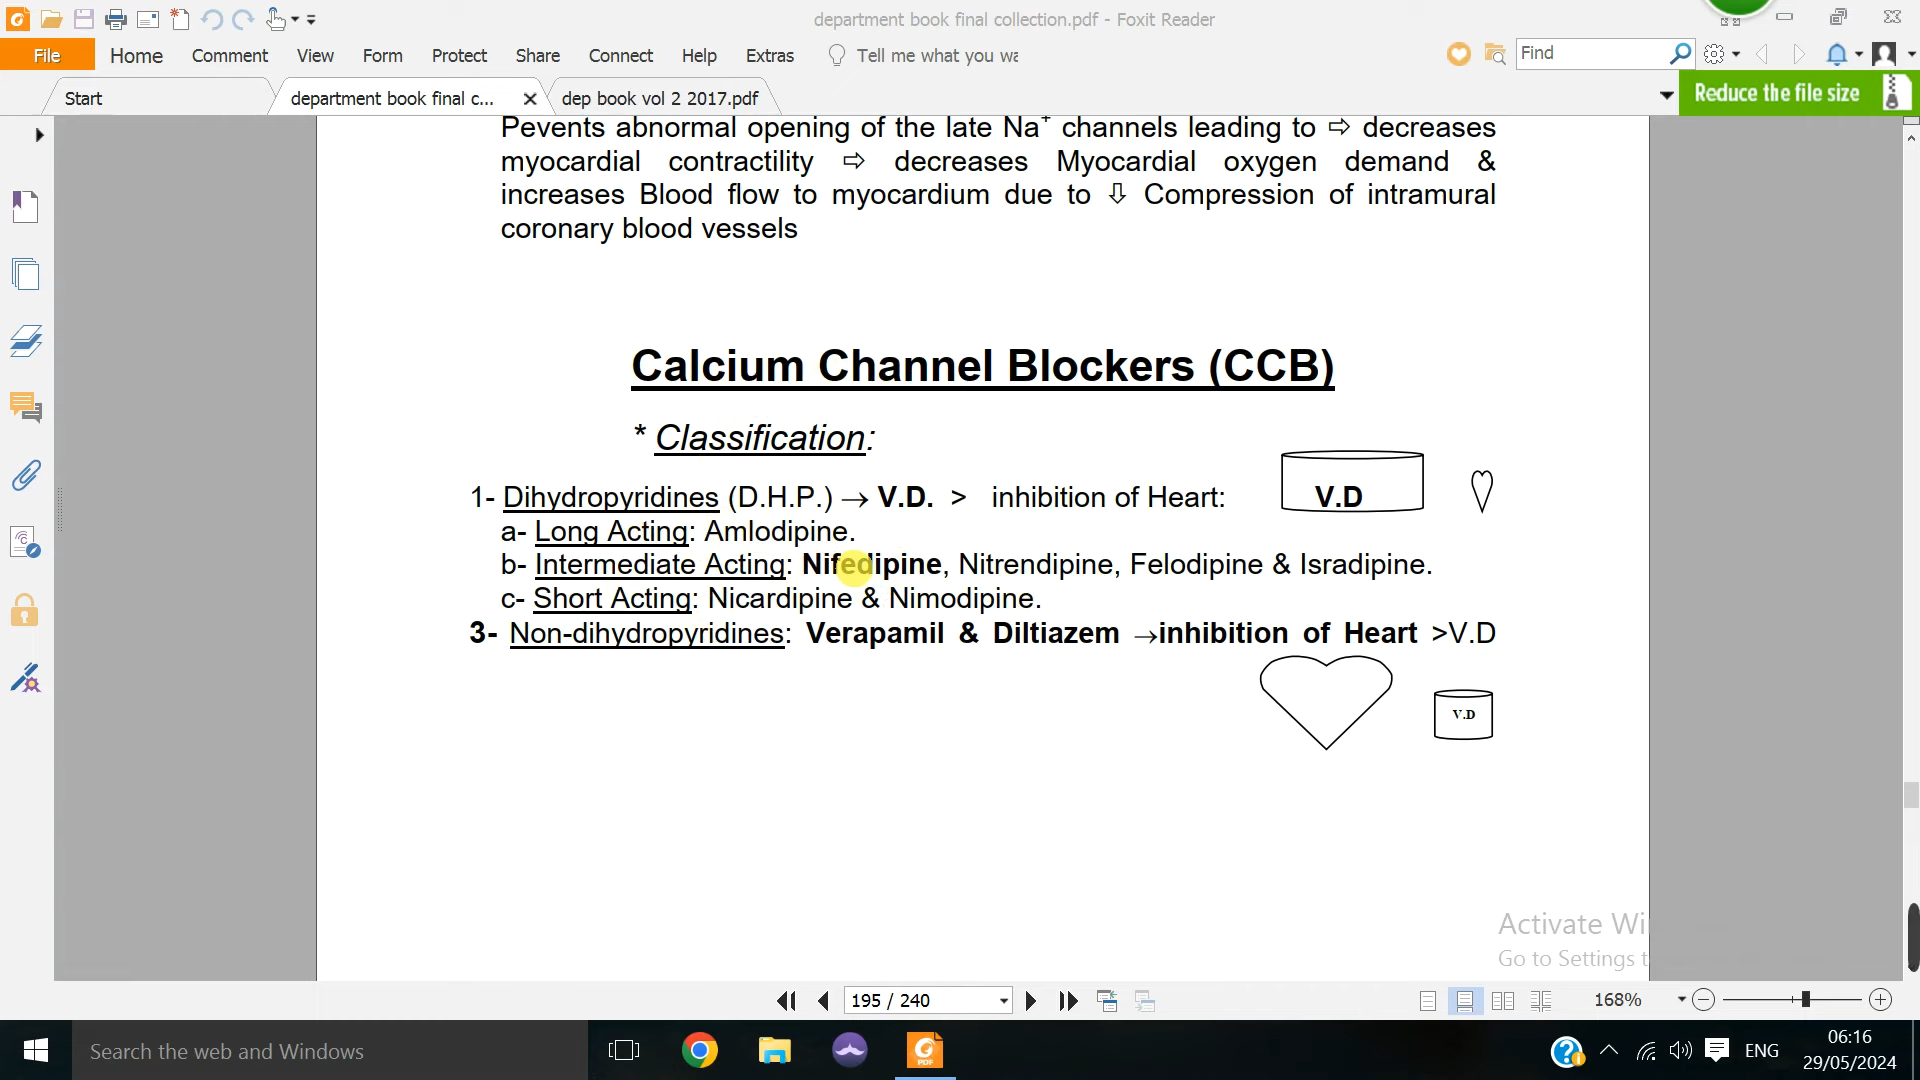 department book final collection.pdf - Foxit Reader
File Home Comment View Form Protect Share Connect Help Extras Tell me what you wa
Find
Start department book final c... dep book vol 2 2017.pdf
Reduce the file size
Pevents abnormal opening of the late Na⁺ channels leading to ⇨ decreases
myocardial contractility ⇨ decreases Myocardial oxygen demand &
increases Blood flow to myocardium due to ⇩ Compression of intramural
coronary blood vessels
Calcium Channel Blockers (CCB)
* Classification:
1- Dihydropyridines (D.H.P.) → V.D. > inhibition of Heart:
V.D
a- Long Acting: Amlodipine.
b- Intermediate Acting: Nifedipine, Nitrendipine, Felodipine & Isradipine.
c- Short Acting: Nicardipine & Nimodipine.
3- Non-dihydropyridines: Verapamil & Diltiazem →inhibition of Heart >V.D
V.D
Activate Wi
Go to Settings t
195 / 240
168%
Search the web and Windows
PDF
ENG
06:16
29/05/2024